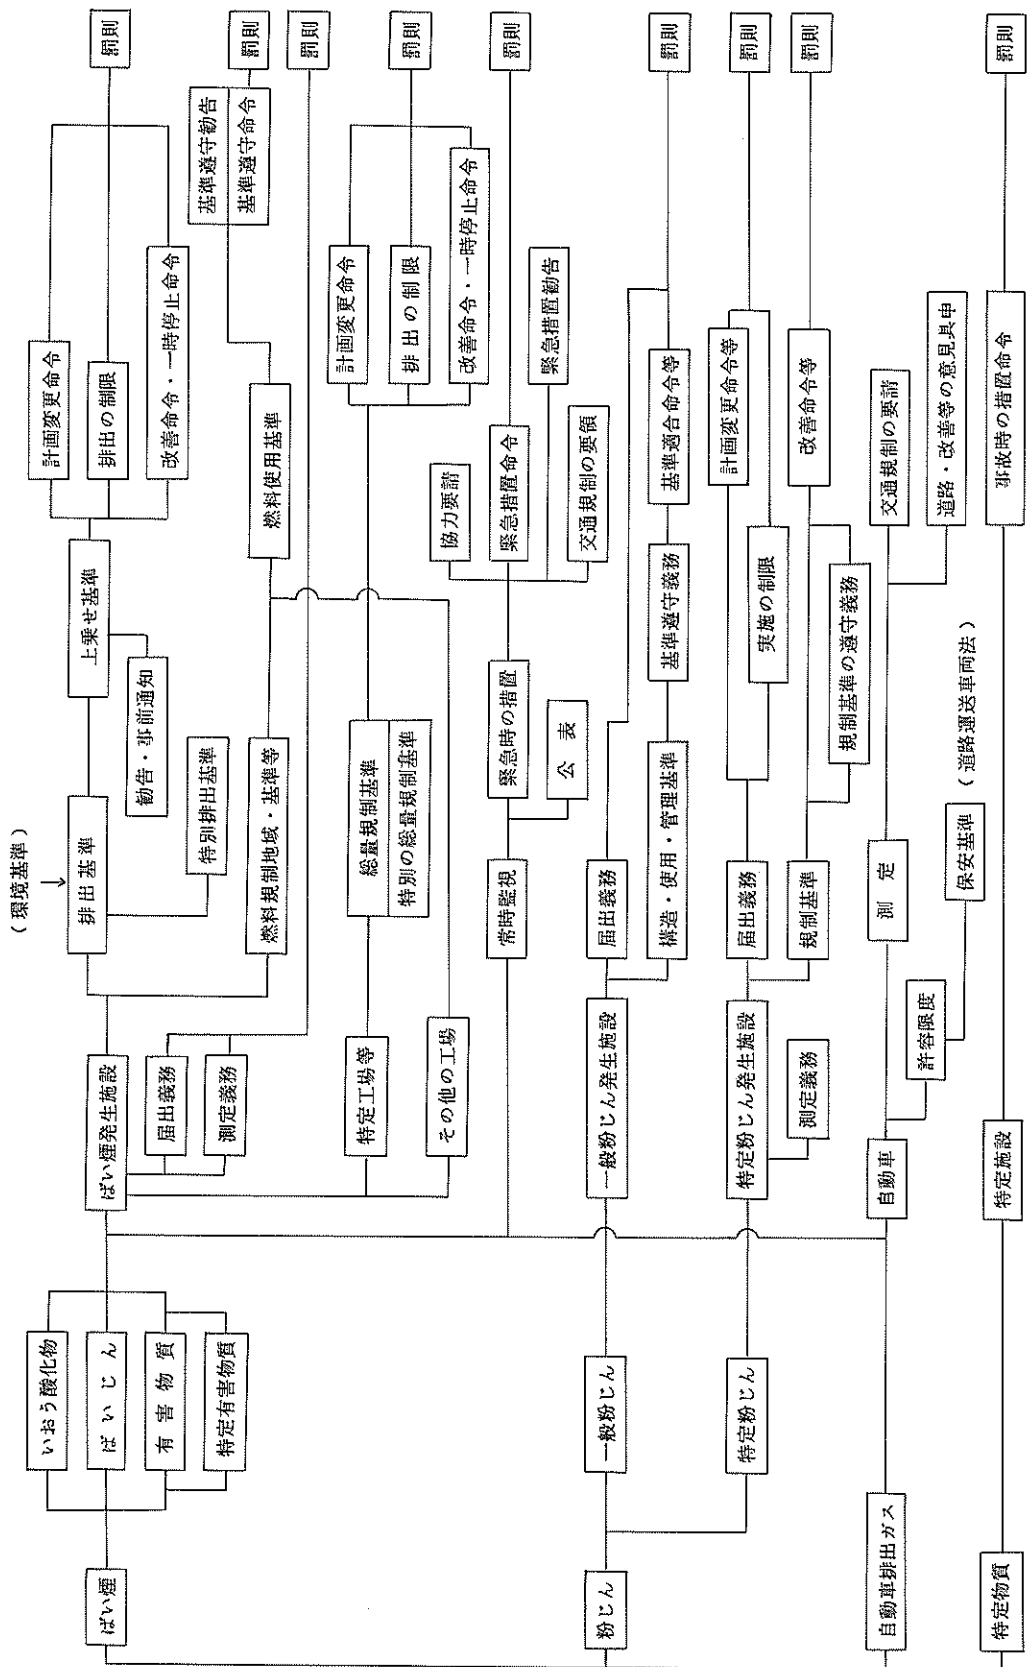 (環境基準)
ばい煙
いおう酸化物
ばいじん
有害物質
特定有害物質
ばい煙発生施設
届出義務
測定義務
特定工場等
その他の工場
排出基準
特別排出基準
燃料規制地域・基準等
上乗せ基準
勧告・事前通知
計画変更命令
排出の制限
改善命令・一時停止命令
罰則
燃料使用基準
基準遵守勧告
基準遵守命令
罰則
罰則
総量規制基準
特別の総量規制基準
計画変更命令
排出の制限
改善命令・一時停止命令
罰則
常時監視
緊急時の措置
公表
協力要請
緊急措置命令
緊急措置勧告
交通規制の要領
罰則
粉じん
一般粉じん
一般粉じん発生施設
届出義務
構造・使用・管理基準
基準遵守義務
基準適合命令等
罰則
特定粉じん
特定粉じん発生施設
測定義務
届出義務
計画変更命令等
実施の制限
罰則
規制基準
規制基準の遵守義務
改善命令等
罰則
自動車排出ガス
自動車
許容限度
保安基準
(道路運送車両法)
測定
交通規制の要請
道路・改善等の意見具申
特定物質
特定施設
事故時の措置命令
罰則